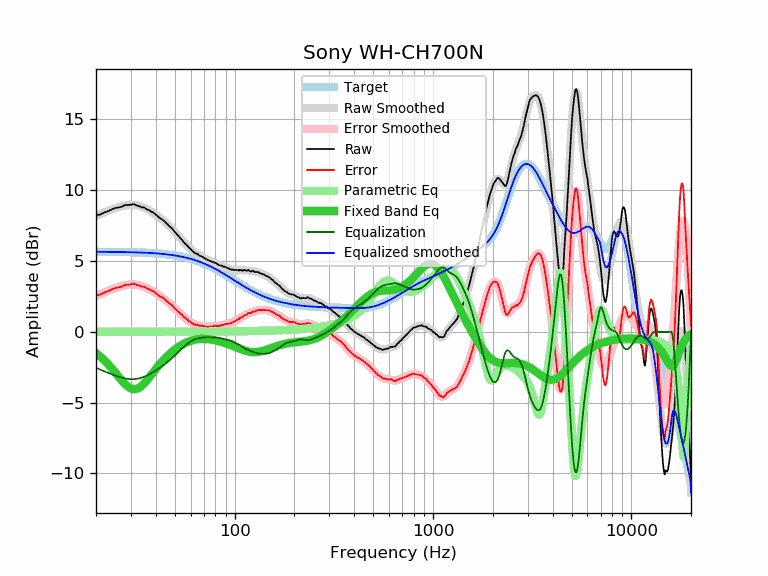 Sony WH-CH700N
Target
Raw Smoothed
Error Smoothed
Raw
Error
Parametric Eq
Fixed Band Eq
Equalization
Equalized smoothed
15
10
5
0
−5
−10
Amplitude (dBr)
100
1000
10000
Frequency (Hz)